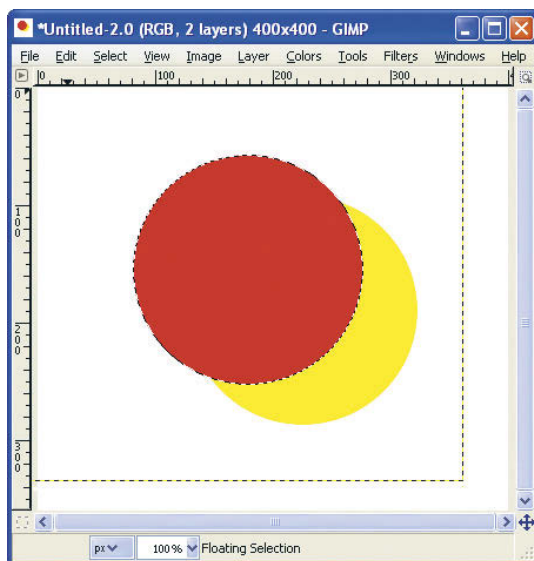 *Untitled-2.0 (RGB, 2 layers) 400x400 - GIMP
File Edit Select View Image Layer Colors Tools Filters Windows Help
0 100 200 300
0
100
200
300
px 100% Floating Selection